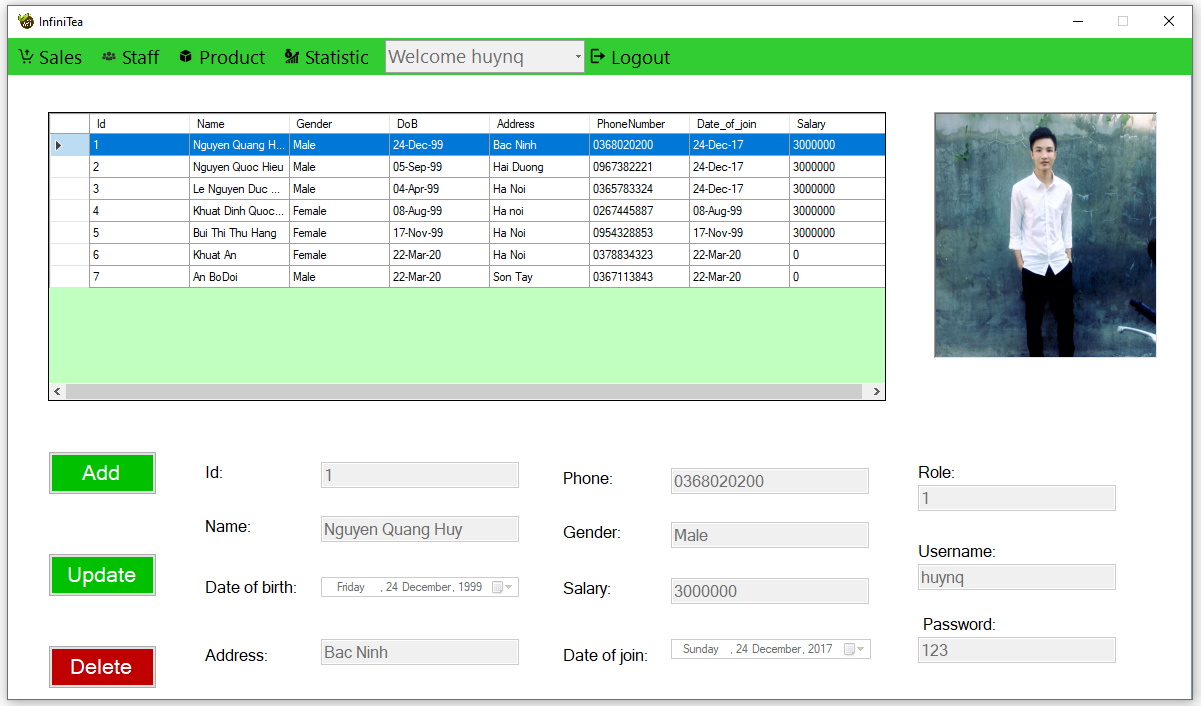 InfiniTea
Sales Staff Product Statistic Welcome huynq Logout
Id Name Gender DoB Address PhoneNumber Date_of_join Salary
1 Nguyen Quang H... Male 24-Dec-99 Bac Ninh 0368020200 24-Dec-17 3000000
2 Nguyen Quoc Hieu Male 05-Sep-99 Hai Duong 0967382221 24-Dec-17 3000000
3 Le Nguyen Duc ... Male 04-Apr-99 Ha Noi 0365783324 24-Dec-17 3000000
4 Khuat Dinh Quoc... Female 08-Aug-99 Ha noi 0267445887 08-Aug-99 3000000
5 Bui Thi Thu Hang Female 17-Nov-99 Ha Noi 0954328853 17-Nov-99 3000000
6 Khuat An Female 22-Mar-20 Ha Noi 0378834323 22-Mar-20 0
7 An BoDoi Male 22-Mar-20 Son Tay 0367113843 22-Mar-20 0
Add
Update
Delete
Id: 1
Name: Nguyen Quang Huy
Date of birth: Friday , 24 December, 1999
Address: Bac Ninh
Phone: 0368020200
Gender: Male
Salary: 3000000
Date of join: Sunday , 24 December, 2017
Role:
1
Username:
huynq
Password:
123